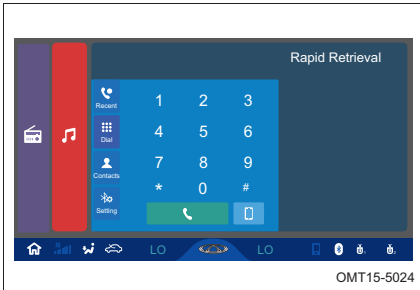 Rapid Retrieval
Recent
1 2 3
Dial
4 5 6
Contacts
7 8 9
* 0 #
Setting
LO LO
OMT15-5024